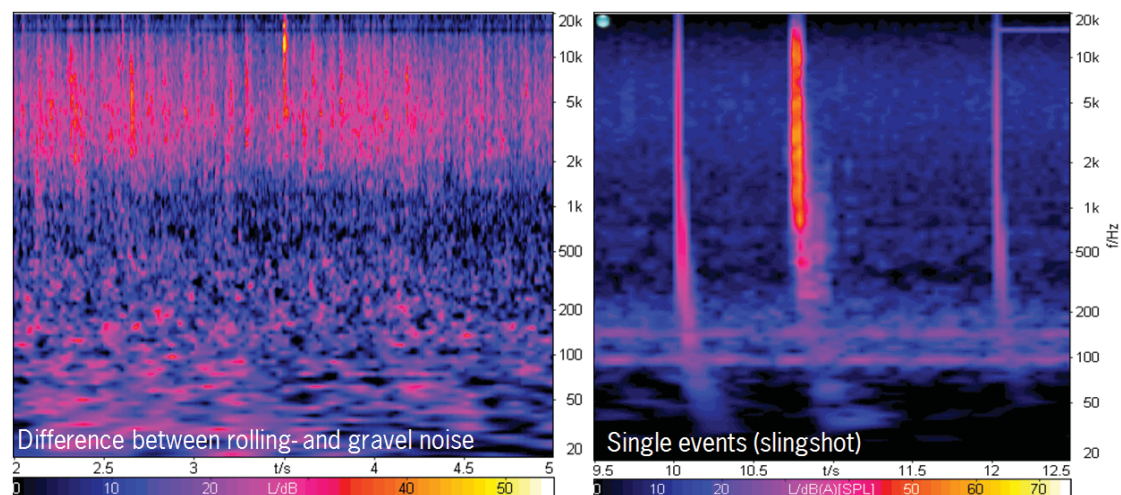 20k
10k
5k
2k
1k
500
200
100
50
20
Difference between rolling- and gravel noise
2 2.5 3 t/s 4 4.5 5
0 10 20 L/dB 40 50
20k
10k
5k
2k
1k
500
200
100
50
20
f/Hz
Single events (slingshot)
9.5 10 10.5 t/s 11.5 12 12.5
0 10 20 L/dB(A)[SPL] 50 60 70